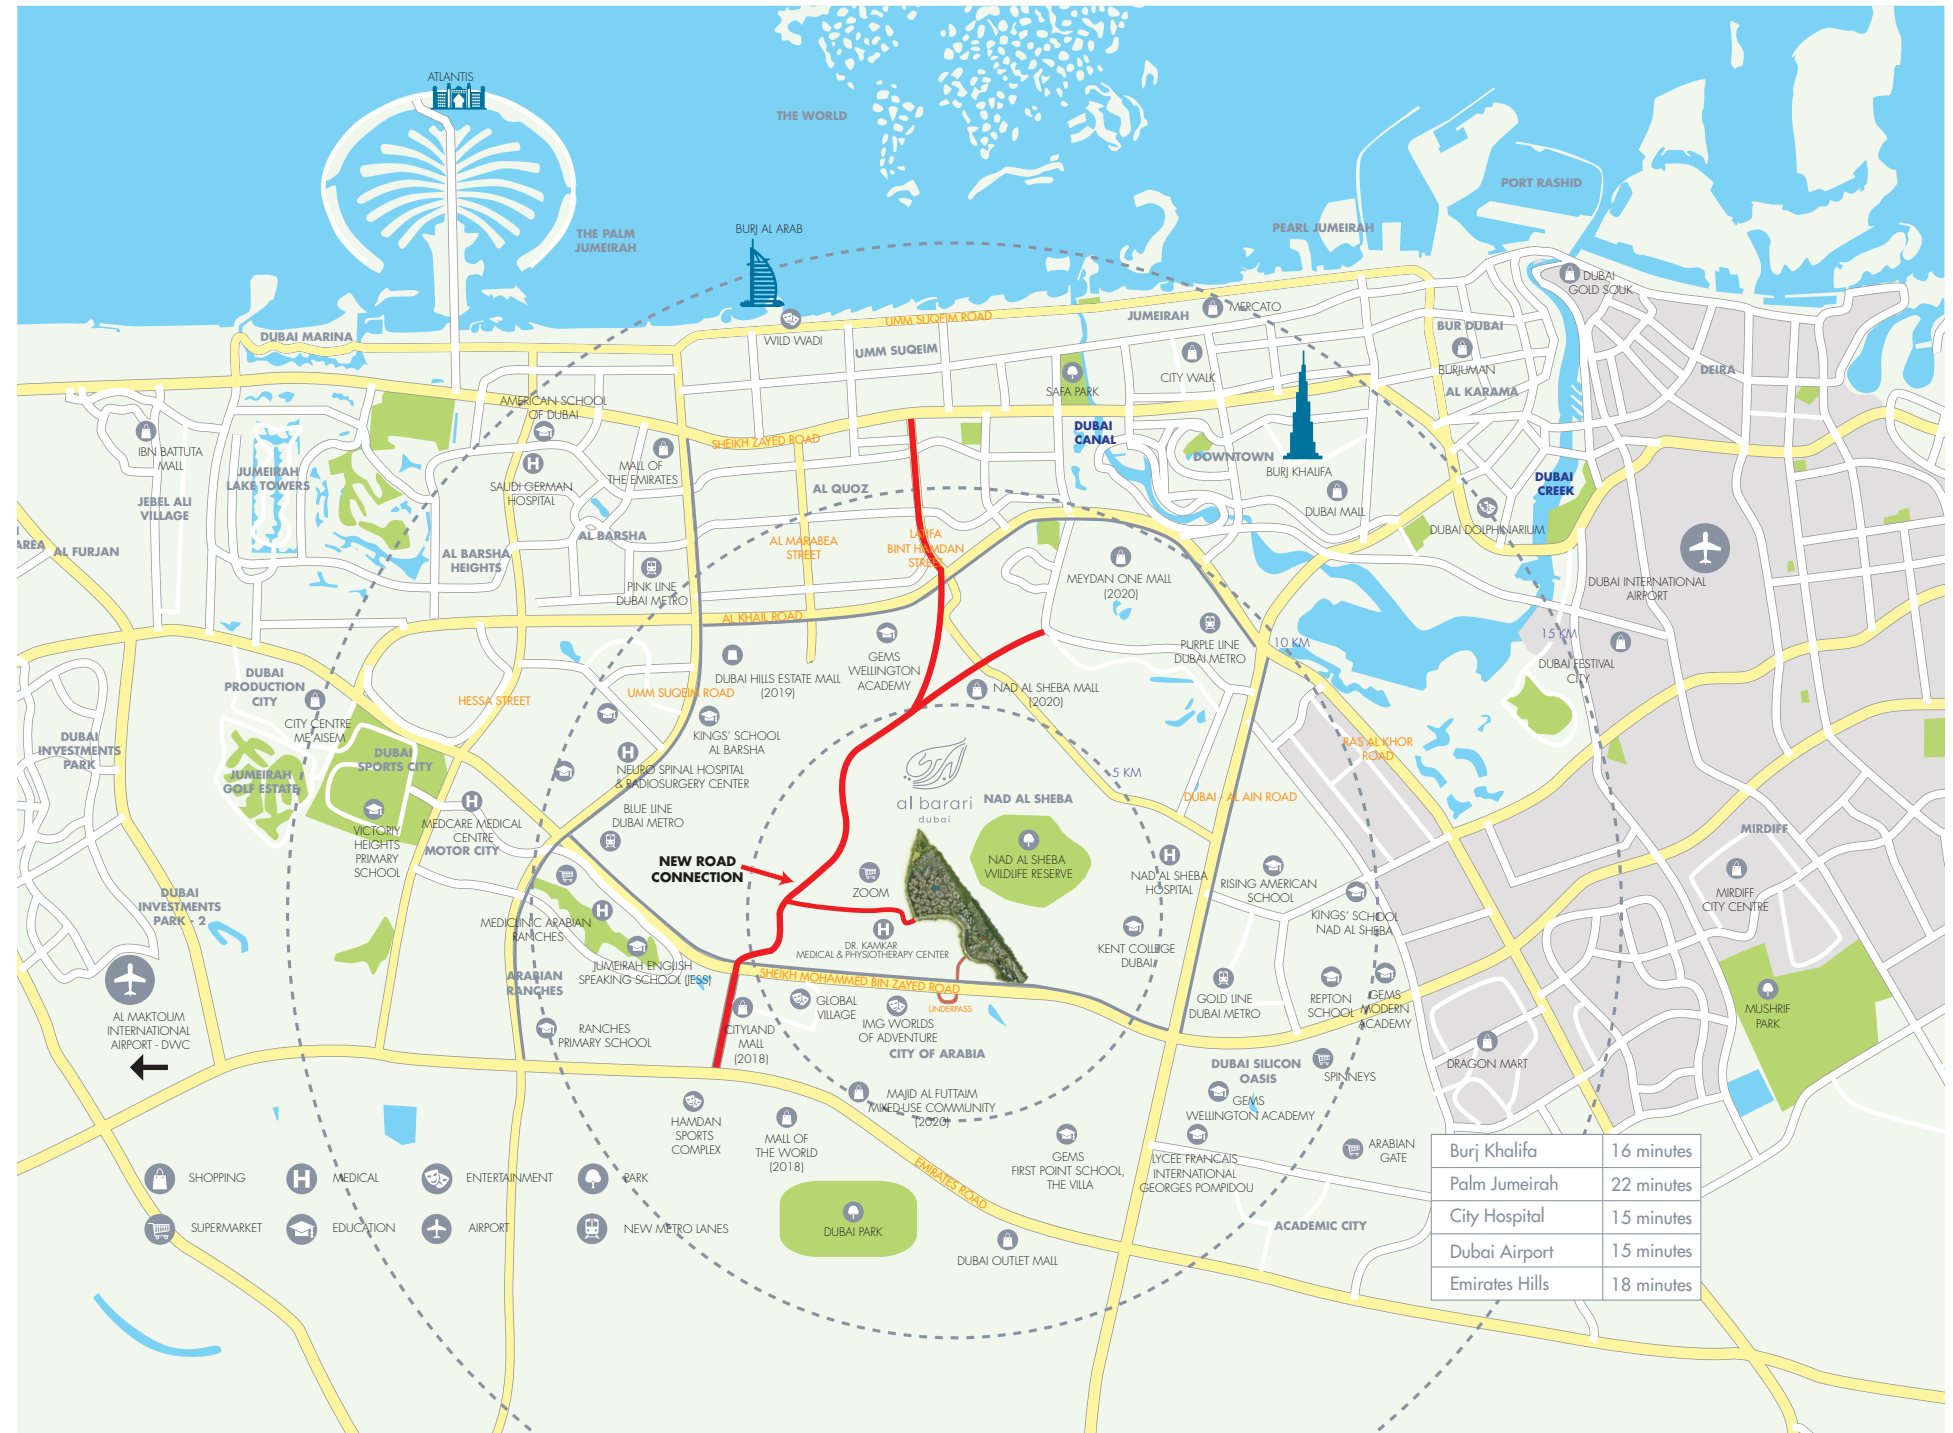 ATLANTIS
THE WORLD
PORT RASHID
PEARL JUMEIRAH
THE PALM
JUMEIRAH
BURJ AL ARAB
DUBAI
GOLD SOUK
MERCATO
JUMEIRAH
UMM SUQEIM ROAD
DUBAI MARINA
WILD WADI
UMM SUQEIM
BUR DUBAI
BURJUMAN
DEIRA
CITY WALK
SAFA PARK
AL KARAMA
AMERICAN SCHOOL
OF DUBAI
SHEIKH ZAYED ROAD
DUBAI
CANAL
DOWNTOWN
BURJ KHALIFA
IBN BATTUTA
MALL
JUMEIRAH
LAKE TOWERS
MALL OF
THE EMIRATES
SAUDI GERMAN
HOSPITAL
AL QUOZ
DUBAI
CREEK
JEBEL ALI
VILLAGE
DUBAI MALL
DUBAI DOLPHINARIUM
AREA
AL FURJAN
AL BARSHA
HEIGHTS
AL BARSHA
AL MARABEA
STREET
LATIFA
BINT HAMDAN
STREET
MEYDAN ONE MALL
(2020)
DUBAI INTERNATIONAL
AIRPORT
PINK LINE
DUBAI METRO
AL KHAIL ROAD
PURPLE LINE
DUBAI METRO
10 KM
15 KM
DUBAI FESTIVAL
CITY
GEMS
WELLINGTON
ACADEMY
DUBAI HILLS ESTATE MALL
(2019)
NAD AL SHEBA MALL
(2020)
DUBAI
PRODUCTION
CITY
HESSA STREET
UMM SUQEIM ROAD
CITY CENTRE
ME'AISEM
KINGS' SCHOOL
AL BARSHA
DUBAI
INVESTMENTS
PARK
DUBAI
SPORTS CITY
RAS AL KHOR
ROAD
JUMEIRAH
GOLF ESTATE
NEURO SPINAL HOSPITAL
& RADIOSURGERY CENTER
5 KM
al barari
dubai
NAD AL SHEBA
DUBAI - AL AIN ROAD
BLUE LINE
DUBAI METRO
MEDCARE MEDICAL
CENTRE
MOTOR CITY
VICTORIY
HEIGHTS
PRIMARY
SCHOOL
MIRDIFF
NEW ROAD
CONNECTION
NAD AL SHEBA
WILDLIFE RESERVE
ZOOM
NAD AL SHEBA
HOSPITAL
RISING AMERICAN
SCHOOL
MIRDIFF
CITY CENTRE
DUBAI
INVESTMENTS
PARK - 2
MEDICLINIC ARABIAN
RANCHES
KINGS' SCHOOL
NAD AL SHEBA
DR. KAMKAR
MEDICAL & PHYSIOTHERAPY CENTER
KENT COLLEGE
DUBAI
JUMEIRAH ENGLISH
SPEAKING SCHOOL (JESS)
ARABIAN
RANCHES
SHEIKH MOHAMMED BIN ZAYED ROAD
UNDERPASS
GLOBAL
VILLAGE
IMG WORLDS
OF ADVENTURE
GOLD LINE
DUBAI METRO
REPTON
SCHOOL
GEMS
MODERN
ACADEMY
MUSHRIF
PARK
AL MAKTOUM
INTERNATIONAL
AIRPORT - DWC
RANCHES
PRIMARY SCHOOL
CITYLAND
MALL
(2018)
CITY OF ARABIA
DUBAI SILICON
OASIS
SPINNEYS
DRAGON MART
MAJID AL FUTTAIM
MIXED-USE COMMUNITY
(2020)
GEMS
WELLINGTON ACADEMY
HAMDAN
SPORTS
COMPLEX
MALL OF
THE WORLD
(2018)
GEMS
FIRST POINT SCHOOL,
THE VILLA
LYCEE FRANCAIS
INTERNATIONAL
GEORGES POMPIDOU
ARABIAN
GATE
EMIRATES ROAD
DUBAI PARK
DUBAI OUTLET MALL
ACADEMIC CITY
SHOPPING
MEDICAL
ENTERTAINMENT
PARK
SUPERMARKET
EDUCATION
AIRPORT
NEW METRO LANES
Burj Khalifa 16 minutes
Palm Jumeirah 22 minutes
City Hospital 15 minutes
Dubai Airport 15 minutes
Emirates Hills 18 minutes